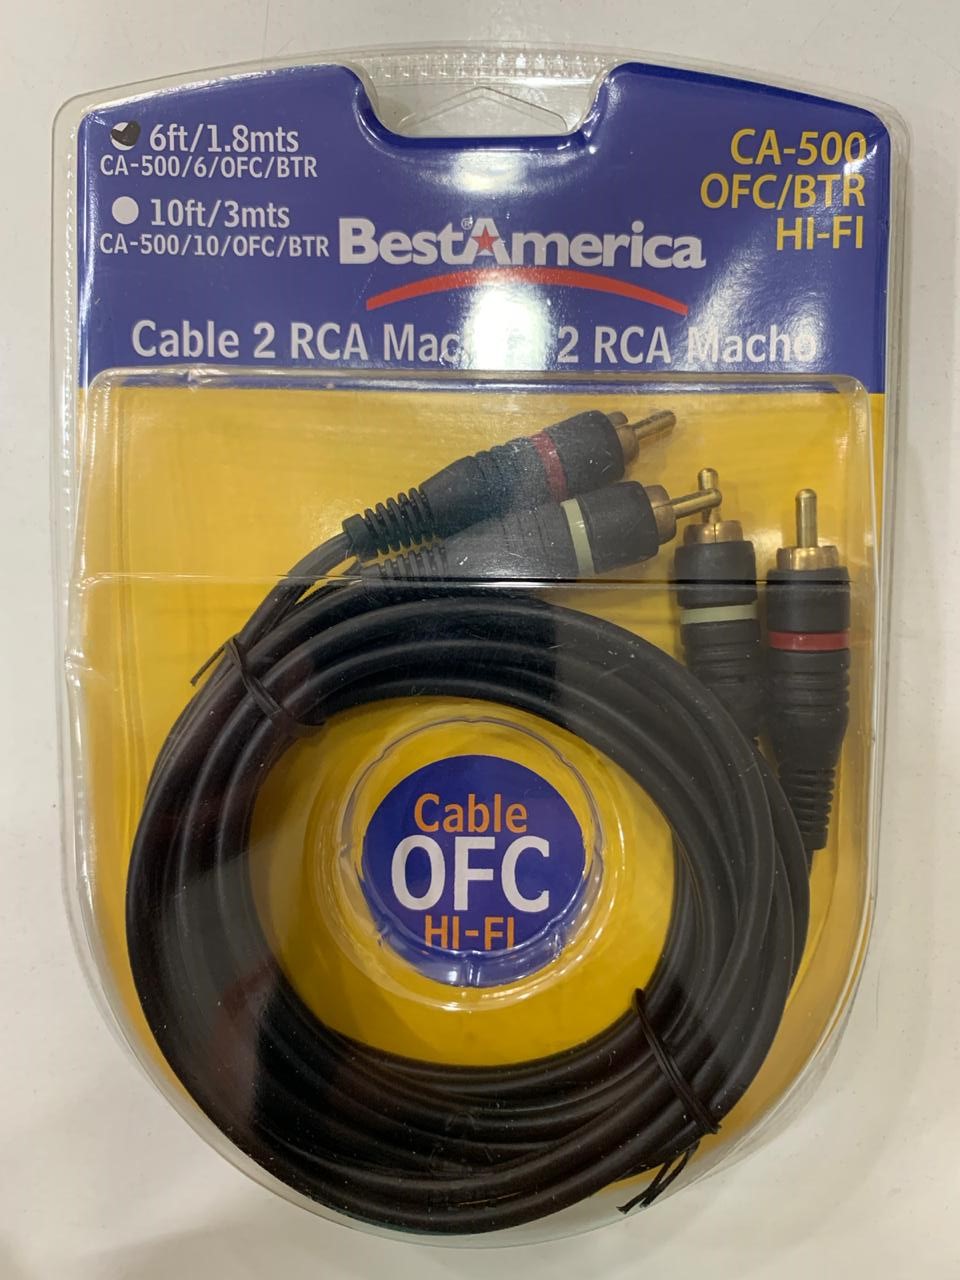 6ft/1.8mts
CA-500/6/OFC/BTR
10ft/3mts
CA-500/10/OFC/BTR
CA-500
OFC/BTR
HI-FI
BestAmerica®
Cable 2 RCA Macho 2 RCA Macho
Cable
OFC
HI-FI